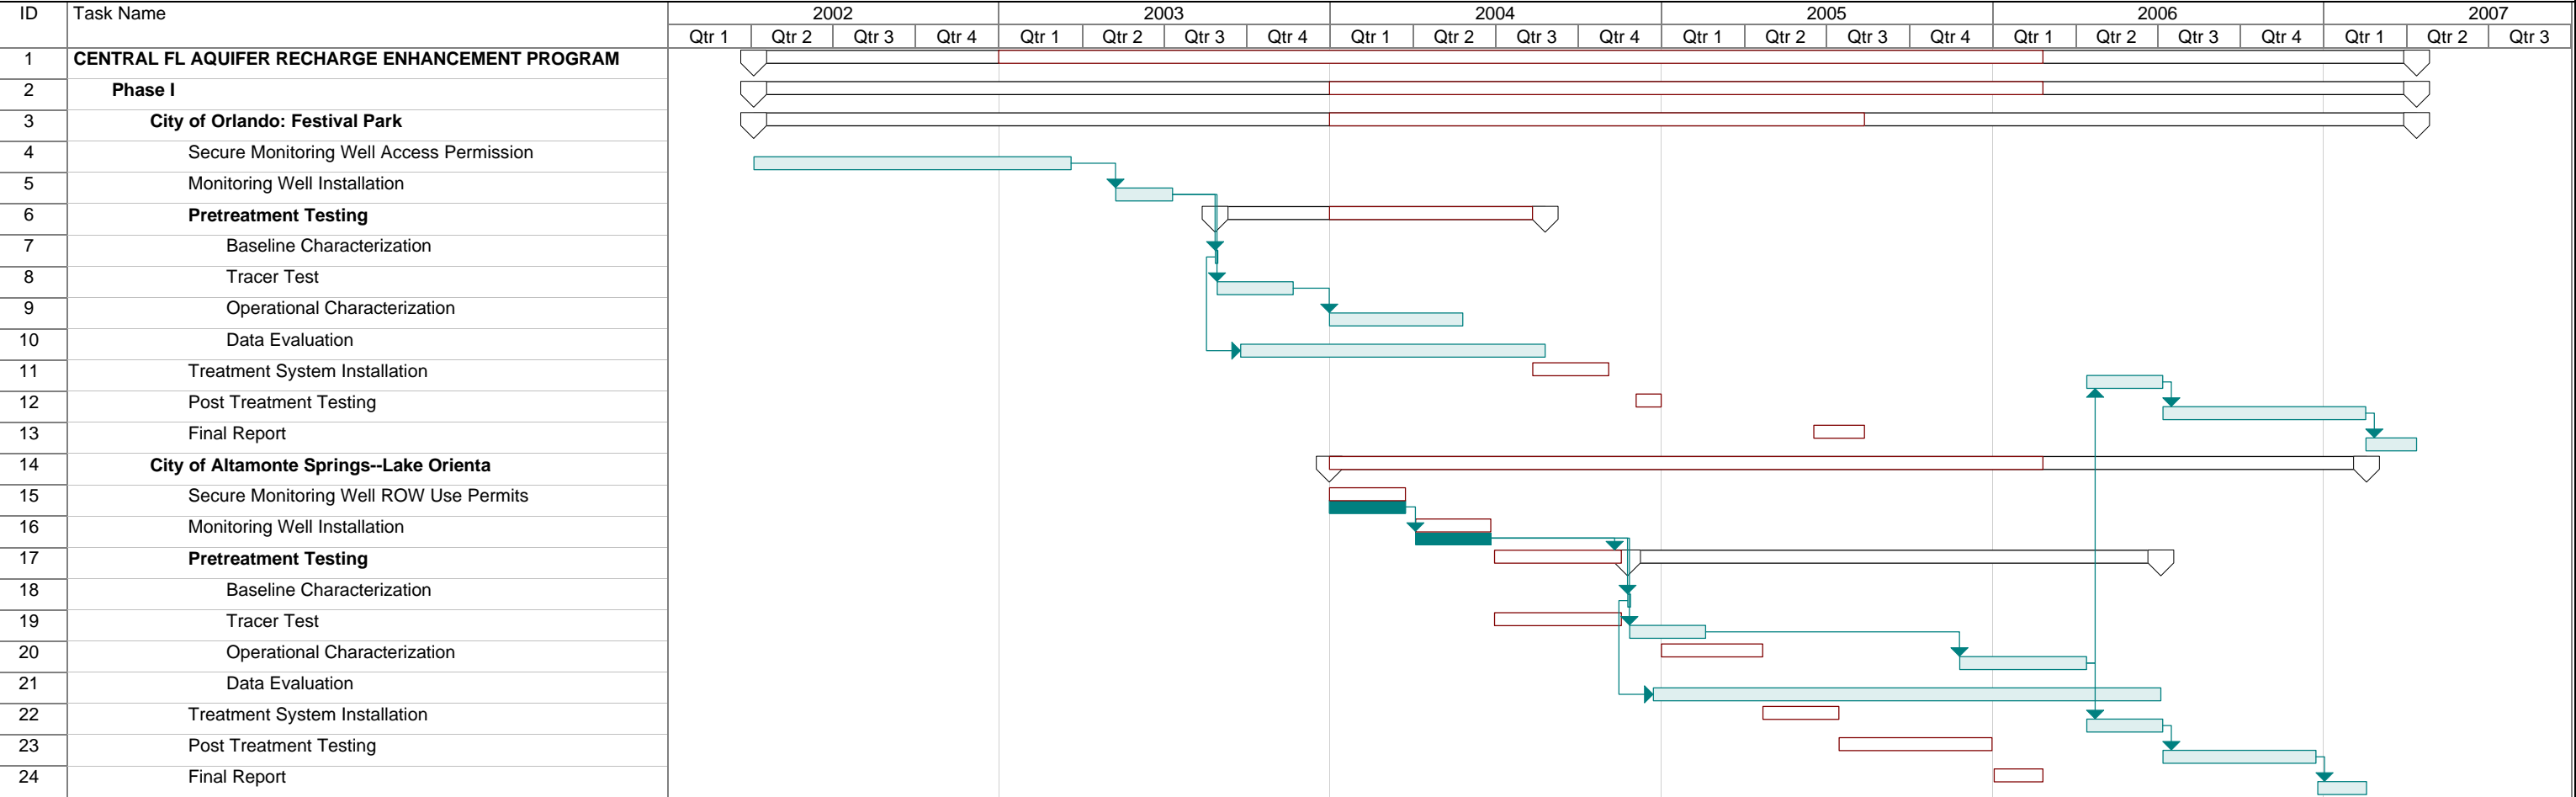 ID Task Name 2002 2003 2004 2005 2006 2007
Qtr 1 Qtr 2 Qtr 3 Qtr 4 Qtr 1 Qtr 2 Qtr 3 Qtr 4 Qtr 1 Qtr 2 Qtr 3 Qtr 4 Qtr 1 Qtr 2 Qtr 3 Qtr 4 Qtr 1 Qtr 2 Qtr 3 Qtr 4 Qtr 1 Qtr 2 Qtr 3
1 CENTRAL FL AQUIFER RECHARGE ENHANCEMENT PROGRAM
2 Phase I
3 City of Orlando: Festival Park
4 Secure Monitoring Well Access Permission
5 Monitoring Well Installation
6 Pretreatment Testing
7 Baseline Characterization
8 Tracer Test
9 Operational Characterization
10 Data Evaluation
11 Treatment System Installation
12 Post Treatment Testing
13 Final Report
14 City of Altamonte Springs--Lake Orienta
15 Secure Monitoring Well ROW Use Permits
16 Monitoring Well Installation
17 Pretreatment Testing
18 Baseline Characterization
19 Tracer Test
20 Operational Characterization
21 Data Evaluation
22 Treatment System Installation
23 Post Treatment Testing
24 Final Report